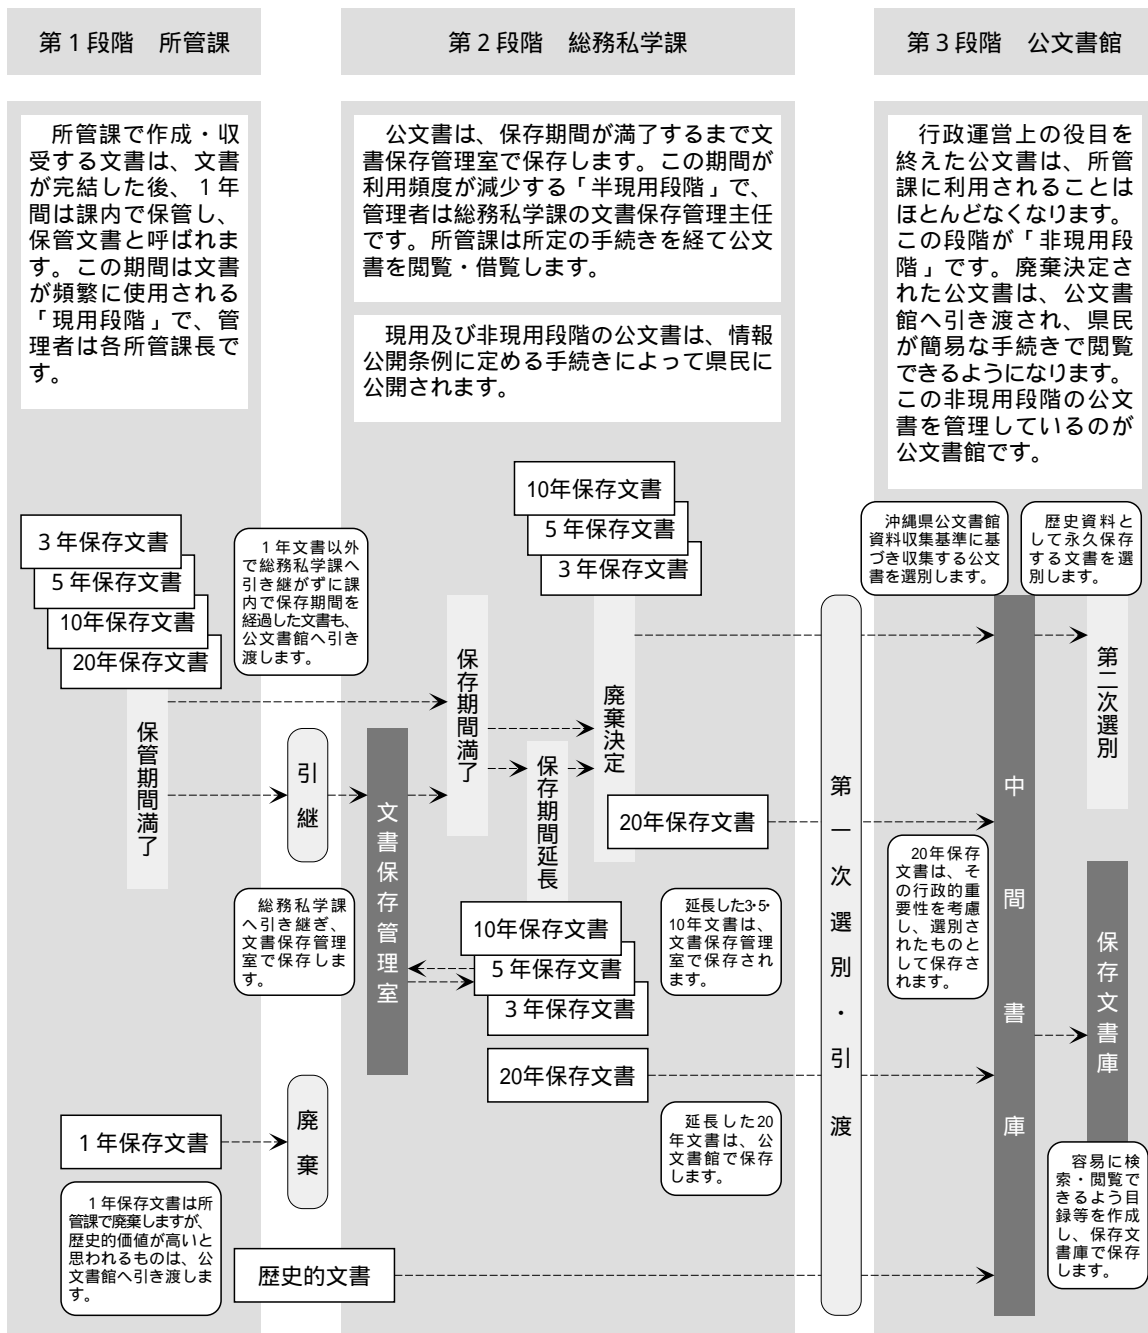 第1段階　所管課
第2段階　総務私学課
第3段階　公文書館
所管課で作成・収
受する文書は、文書
が完結した後、1年
間は課内で保管し、
保管文書と呼ばれま
す。この期間は文書
が頻繁に使用される
「現用段階」で、管
理者は各所管課長で
す。
公文書は、保存期間が満了するまで文
書保存管理室で保存します。この期間が
利用頻度が減少する「半現用段階」で、
管理者は総務私学課の文書保存管理主任
です。所管課は所定の手続きを経て公文
書を閲覧・借覧します。
現用及び非現用段階の公文書は、情報
公開条例に定める手続きによって県民に
公開されます。
行政運営上の役目を
終えた公文書は、所管
課に利用されることは
ほとんどなくなります。
この段階が「非現用段
階」です。廃棄決定さ
れた公文書は、公文書
館へ引き渡され、県民
が簡易な手続きで閲覧
できるようになります。
この非現用段階の公文
書を管理しているのが
公文書館です。
3年保存文書
5年保存文書
10年保存文書
20年保存文書
保管期間満了
1年文書以外
で総務私学課へ
引き継がずに課
内で保存期間を
経過した文書も、
公文書館へ引き
渡します。
引継
総務私学課
へ引き継ぎ、
文書保存管理
室で保存しま
す。
文書保存管理室
保存期間満了
保存期間延長
10年保存文書
5年保存文書
3年保存文書
廃棄決定
20年保存文書
10年保存文書
5年保存文書
3年保存文書
延長した3・5・
10年文書は、
文書保存管理
室で保存され
ます。
20年保存文書
延長した20
年文書は、公
文書館で保存
します。
1年保存文書
廃棄
1年保存文書は所
管課で廃棄しますが、
歴史的価値が高いと
思われるものは、公
文書館へ引き渡しま
す。
歴史的文書
第一次選別・引渡
沖縄県公文書館
資料収集基準に基
づき収集する公文
書を選別します。
歴史資料と
して永久保存
する文書を選
別します。
中間書庫
第二次選別
20年保存
文書は、そ
の行政的重
要性を考慮
し、選別さ
れたものと
して保存さ
れます。
保存文書庫
容易に検
索・閲覧で
きるよう目
録等を作成
し、保存文
書庫で保存
します。